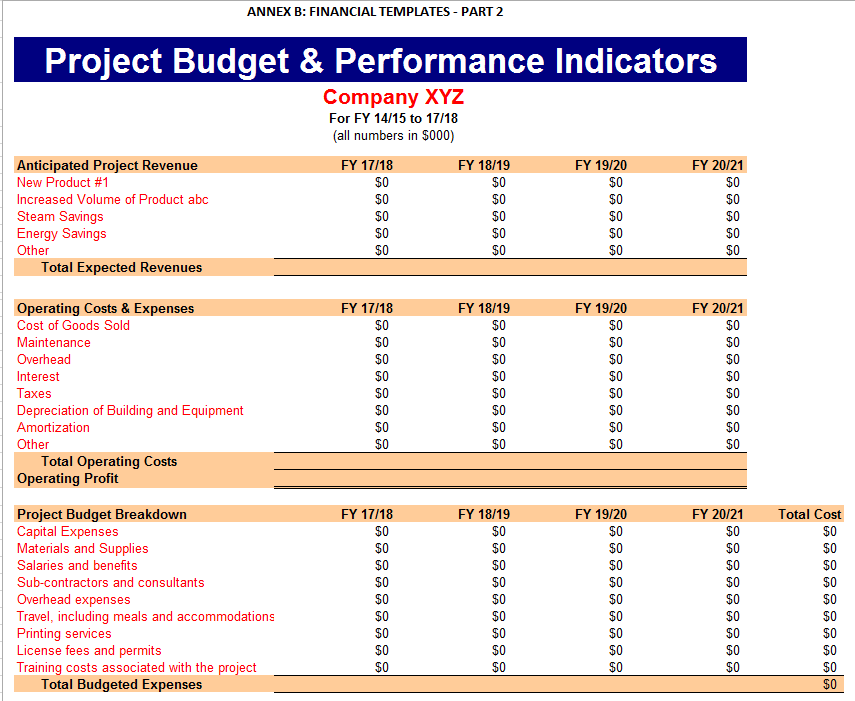 ANNEX B: FINANCIAL TEMPLATES - PART 2
Project Budget & Performance Indicators
Company XYZ
For FY 14/15 to 17/18
(all numbers in $000)
Anticipated Project Revenue FY 17/18 FY 18/19 FY 19/20 FY 20/21
New Product #1 $0 $0 $0 $0
Increased Volume of Product abc $0 $0 $0 $0
Steam Savings $0 $0 $0 $0
Energy Savings $0 $0 $0 $0
Other $0 $0 $0 $0
Total Expected Revenues
Operating Costs & Expenses FY 17/18 FY 18/19 FY 19/20 FY 20/21
Cost of Goods Sold $0 $0 $0 $0
Maintenance $0 $0 $0 $0
Overhead $0 $0 $0 $0
Interest $0 $0 $0 $0
Taxes $0 $0 $0 $0
Depreciation of Building and Equipment $0 $0 $0 $0
Amortization $0 $0 $0 $0
Other $0 $0 $0 $0
Total Operating Costs
Operating Profit
Project Budget Breakdown FY 17/18 FY 18/19 FY 19/20 FY 20/21 Total Cost
Capital Expenses $0 $0 $0 $0 $0
Materials and Supplies $0 $0 $0 $0 $0
Salaries and benefits $0 $0 $0 $0 $0
Sub-contractors and consultants $0 $0 $0 $0 $0
Overhead expenses $0 $0 $0 $0 $0
Travel, including meals and accommodations $0 $0 $0 $0 $0
Printing services $0 $0 $0 $0 $0
License fees and permits $0 $0 $0 $0 $0
Training costs associated with the project $0 $0 $0 $0 $0
Total Budgeted Expenses $0